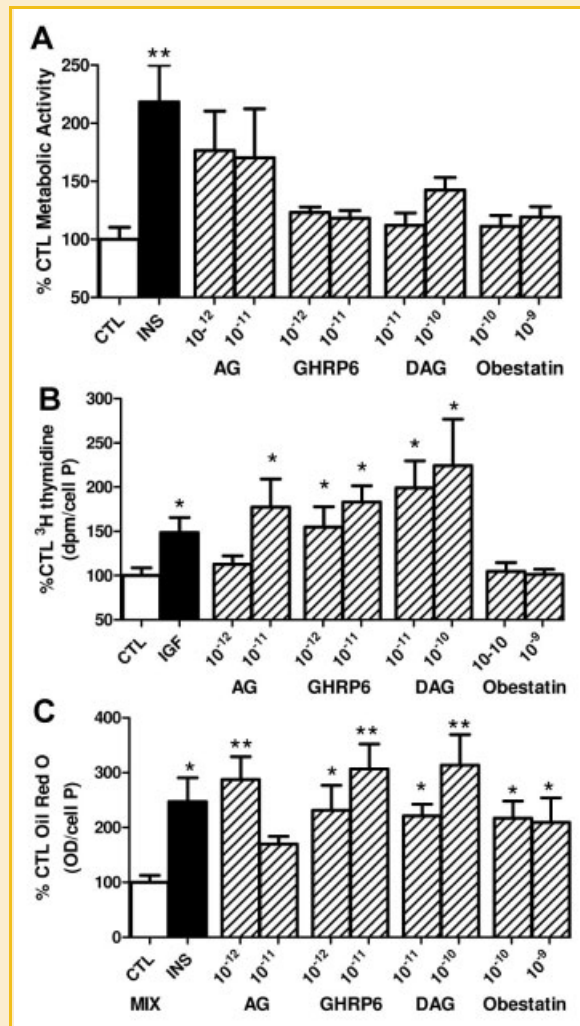 A
% CTL Metabolic Activity
250
200
150
100
50
**
CTL
INS
10-¹²
10⁻¹¹
10⁻¹²
10⁻¹¹
10⁻¹¹
10⁻¹⁰
10⁻¹⁰
10⁻⁹
AG GHRP6 DAG Obestatin
B
%CTL ³H thymidine
(dpm/cell P)
300
250
200
150
100
50
* * * * * *
CTL
IGF
10⁻¹²
10⁻¹¹
10⁻¹²
10⁻¹¹
10⁻¹¹
10⁻¹⁰
10-10
10⁻⁹
AG GHRP6 DAG Obestatin
C
% CTL Oil Red O
(OD/cell P)
400
300
200
100
0
* ** * ** * ** * *
CTL
INS
10⁻¹²
10⁻¹¹
10⁻¹²
10⁻¹¹
10⁻¹¹
10⁻¹⁰
10⁻¹⁰
10⁻⁹
MIX AG GHRP6 DAG Obestatin